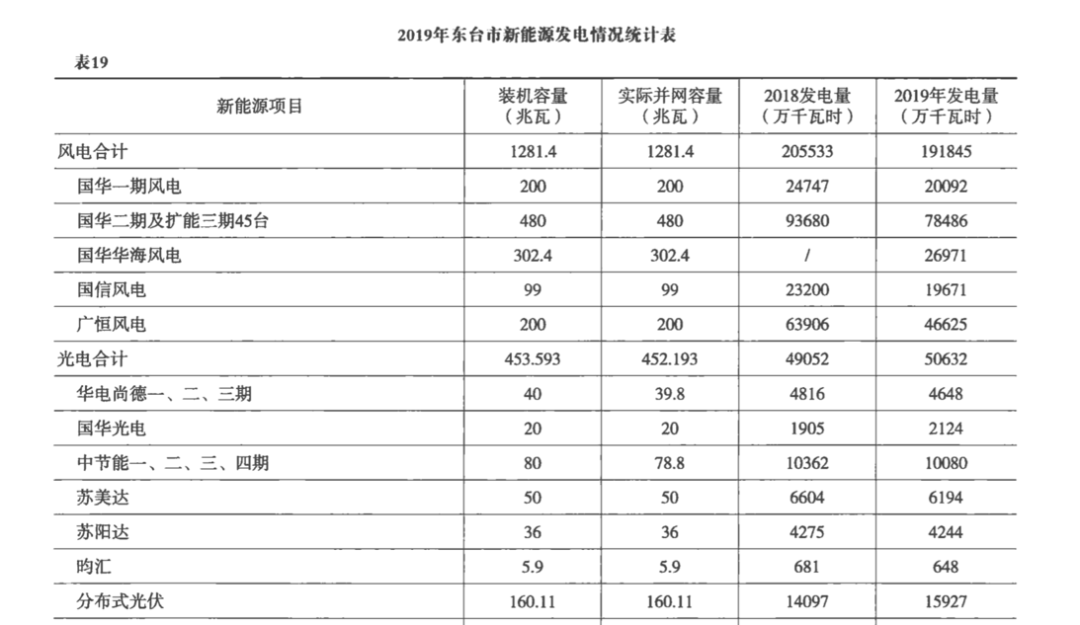 2019年东台市新能源发电情况统计表
表19
新能源项目 装机容量（兆瓦） 实际并网容量（兆瓦） 2018发电量（万千瓦时） 2019年发电量（万千瓦时）
风电合计 1281.4 1281.4 205533 191845
国华一期风电 200 200 24747 20092
国华二期及扩能三期45台 480 480 93680 78486
国华华海风电 302.4 302.4 / 26971
国信风电 99 99 23200 19671
广恒风电 200 200 63906 46625
光电合计 453.593 452.193 49052 50632
华电尚德一、二、三期 40 39.8 4816 4648
国华光电 20 20 1905 2124
中节能一、二、三、四期 80 78.8 10362 10080
苏美达 50 50 6604 6194
苏阳达 36 36 4275 4244
昀汇 5.9 5.9 681 648
分布式光伏 160.11 160.11 14097 15927